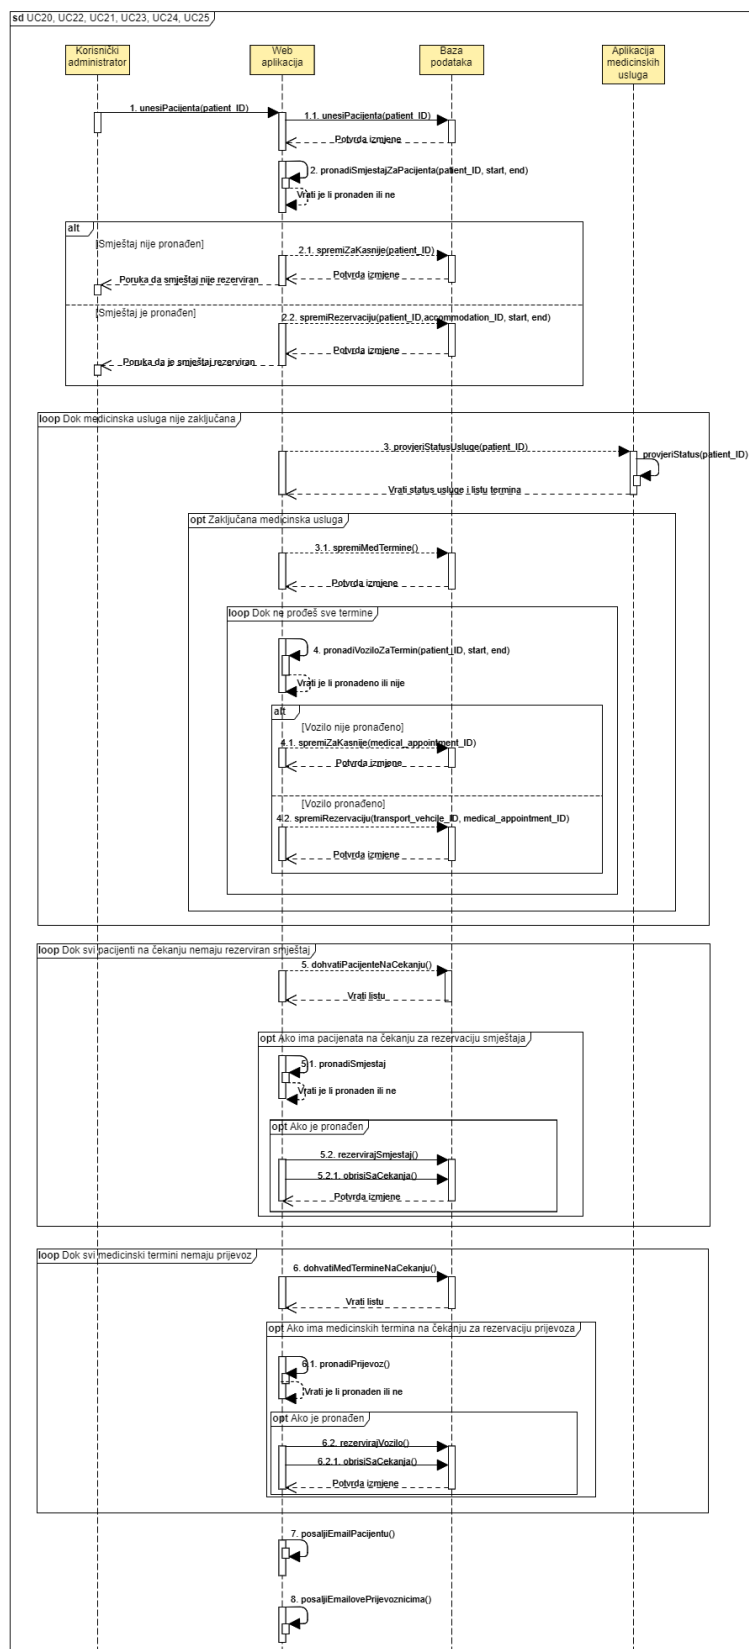 sd UC20, UC22, UC21, UC23, UC24, UC25
Korisnički
administrator
Web
aplikacija
Baza
podataka
Aplikacija
medicinskih
usluga
1. unesiPacijenta(patient_ID)
1.1. unesiPacijenta(patient_ID)
Potvrda izmjene
2. pronadiSmjestajZaPacijenta(patient_ID, start, end)
Vrati je li pronaden ili ne
alt
[Smještaj nije pronađen]
2.1. spremiZaKasnije(patient_ID)
Potvrda izmjene
Poruka da smještaj nije rezerviran
[Smještaj je pronađen]
2.2. spremiRezervaciju(patient_ID,accommodation_ID, start, end)
Potvrda izmjene
Poruka da je smještaj rezerviran
loop Dok medicinska usluga nije zaključana
3. provjeriStatusUsluge(patient_ID)
provjeriStatus(patient_ID)
Vrati status usluge i listu termina
opt Zaključana medicinska usluga
3.1. spremiMedTermine()
Potvrda izmjene
loop Dok ne prođeš sve termine
4. pronadiVoziloZaTermin(patient_ID, start, end)
Vrati je li pronadeno ili nije
alt
[Vozilo nije pronađeno]
4.1. spremiZaKasnije(medical_appointment_ID)
Potvrda izmjene
[Vozilo pronađeno]
4.2. spremiRezervaciju(transport_vehcile_ID, medical_appointment_ID)
Potvrda izmjene
loop Dok svi pacijenti na čekanju nemaju rezerviran smještaj
5. dohvatiPacijenteNaCekanju()
Vrati listu
opt Ako ima pacijenata na čekanju za rezervaciju smještaja
5.1. pronadiSmjestaj
Vrati je li pronaden ili ne
opt Ako je pronađen
5.2. rezervirajSmjestaj()
5.2.1. obrisiSaCekanja()
Potvrda izmjene
loop Dok svi medicinski termini nemaju prijevoz
6. dohvatiMedTermineNaCekanju()
Vrati listu
opt Ako ima medicinskih termina na čekanju za rezervaciju prijevoza
6.1. pronadiPrijevoz()
Vrati je li pronaden ili ne
opt Ako je pronađen
6.2. rezervirajVozilo()
6.2.1. obrisiSaCekanja()
Potvrda izmjene
7. posaljiEmailPacijentu()
8. posaljiEmailovePrijevoznicima()